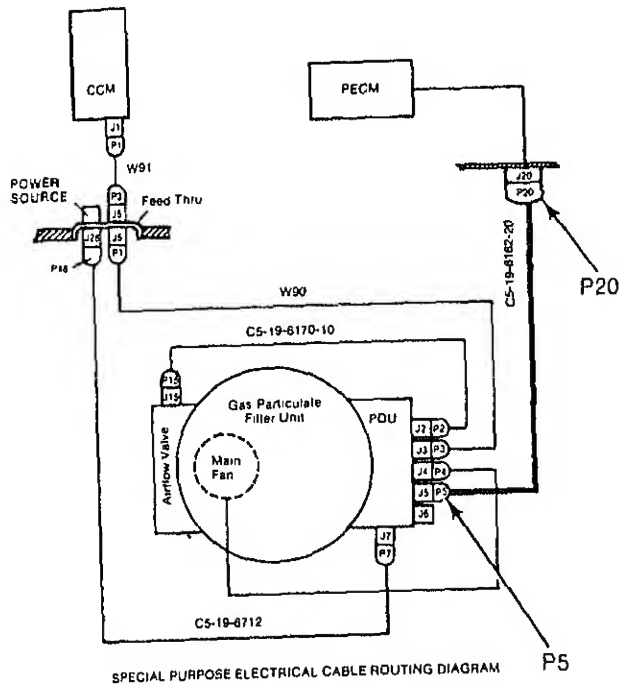 CCM
J1
P1
W91
PECM
J20
P20
P20
C5-19-6162-20
POWER SOURCE
P3
J5
Feed Thru
J26
J5
P1
W90
C5-19-6170-10
P15
J15
Airflow Valve
Gas Particulate
Filter Unit
Main
Fan
PDU
J2 P2
J3 P3
J4 P4
J5 P5
J6
J7
P7
C5-19-6712
P5
SPECIAL PURPOSE ELECTRICAL CABLE ROUTING DIAGRAM